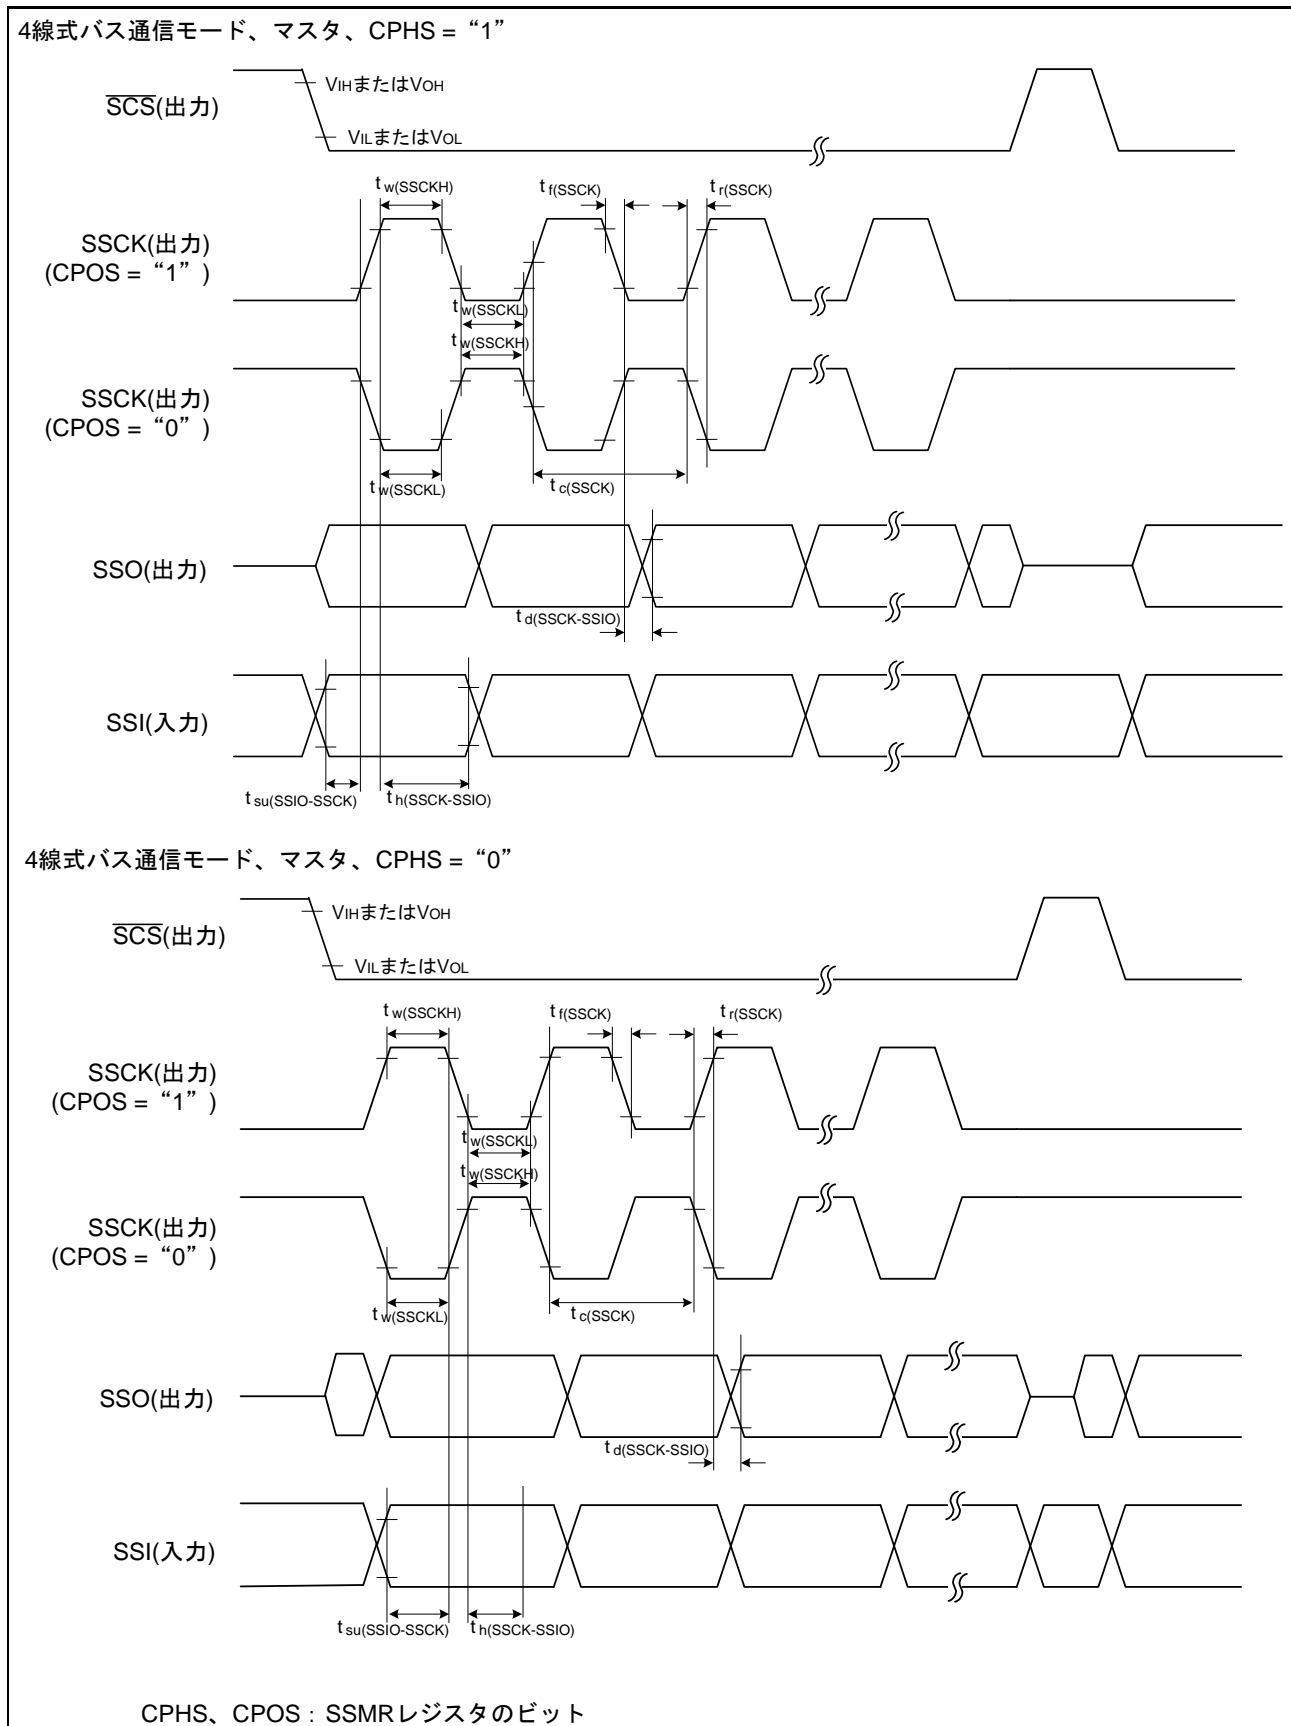 4線式バス通信モード、マスタ、CPHS = “1”
VIHまたはVOH
SCS(出力)
VILまたはVOL
tw(SSCKH)
tf(SSCK)
tr(SSCK)
SSCK(出力)
(CPOS = “1”)
tw(SSCKL)
tw(SSCKH)
SSCK(出力)
(CPOS = “0”)
tw(SSCKL)
tc(SSCK)
SSO(出力)
td(SSCK-SSIO)
SSI(入力)
tsu(SSIO-SSCK)
th(SSCK-SSIO)
4線式バス通信モード、マスタ、CPHS = “0”
VIHまたはVOH
SCS(出力)
VILまたはVOL
tw(SSCKH)
tf(SSCK)
tr(SSCK)
SSCK(出力)
(CPOS = “1”)
tw(SSCKL)
tw(SSCKH)
SSCK(出力)
(CPOS = “0”)
tw(SSCKL)
tc(SSCK)
SSO(出力)
td(SSCK-SSIO)
SSI(入力)
tsu(SSIO-SSCK)
th(SSCK-SSIO)
CPHS、CPOS : SSMRレジスタのビット